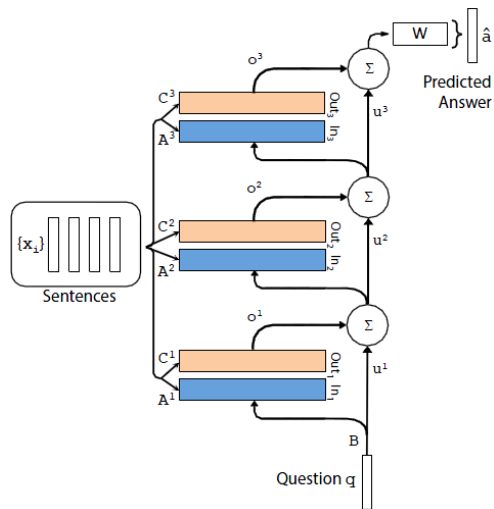 W
â
Σ
Predicted
Answer
o³
C³
Out₃
In₃
A³
u³
Σ
o²
C²
{xᵢ}
Out₂
In₂
A²
u²
Sentences
Σ
o¹
C¹
Out₁
In₁
A¹
u¹
B
Question q